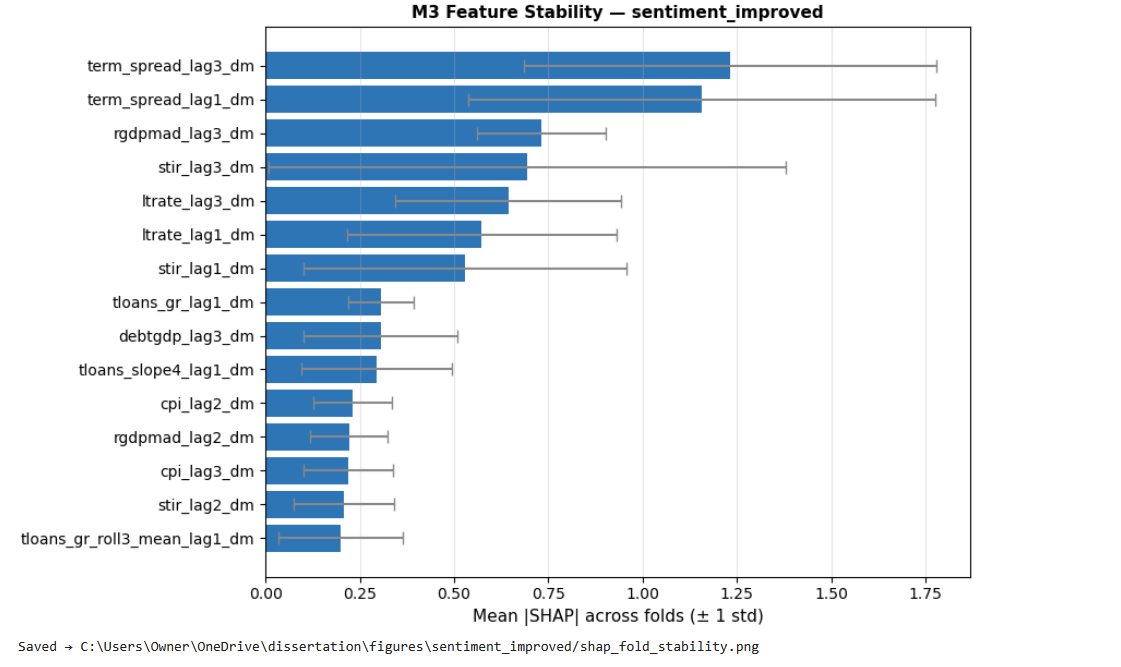 M3 Feature Stability — sentiment_improved
term_spread_lag3_dm
term_spread_lag1_dm
rgdpmad_lag3_dm
stir_lag3_dm
ltrate_lag3_dm
ltrate_lag1_dm
stir_lag1_dm
tloans_gr_lag1_dm
debtgdp_lag3_dm
tloans_slope4_lag1_dm
cpi_lag2_dm
rgdpmad_lag2_dm
cpi_lag3_dm
stir_lag2_dm
tloans_gr_roll3_mean_lag1_dm
0.00 0.25 0.50 0.75 1.00 1.25 1.50 1.75
Mean |SHAP| across folds (± 1 std)
Saved → C:\Users\Owner\OneDrive\dissertation\figures\sentiment_improved/shap_fold_stability.png